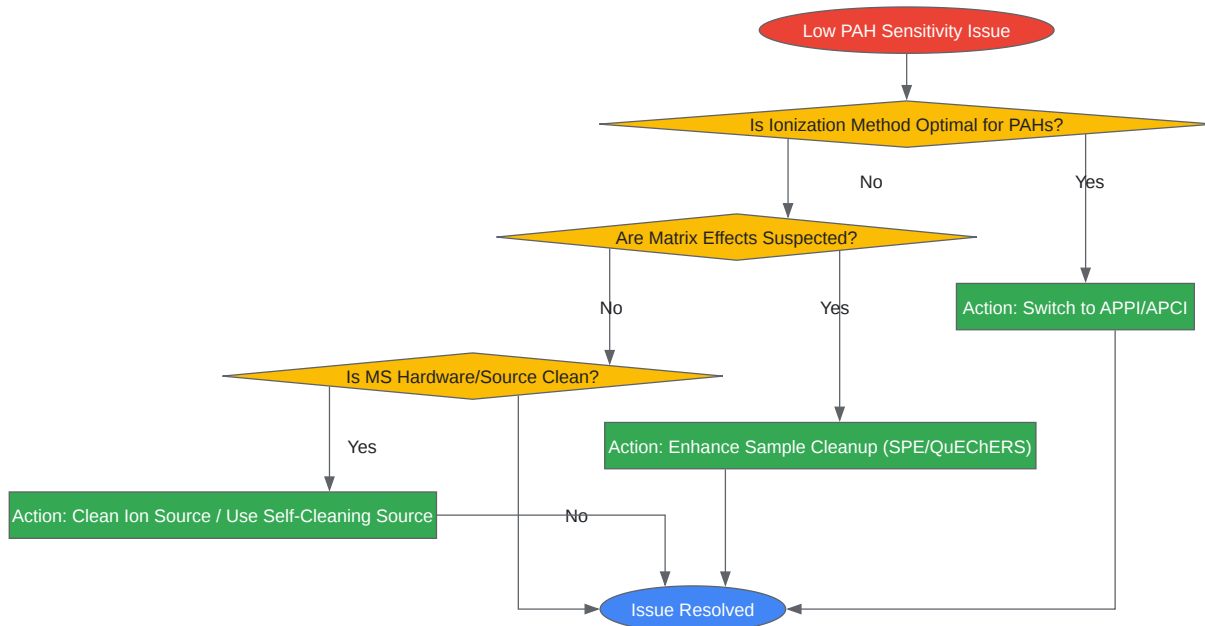 Low PAH Sensitivity Issue
Is Ionization Method Optimal for PAHs?
No
Yes
Are Matrix Effects Suspected?
No
Yes
Action: Switch to APPI/APCI
Is MS Hardware/Source Clean?
Yes
Action: Enhance Sample Cleanup (SPE/QuEChERS)
Action: Clean Ion Source / Use Self-Cleaning Source
No
Issue Resolved